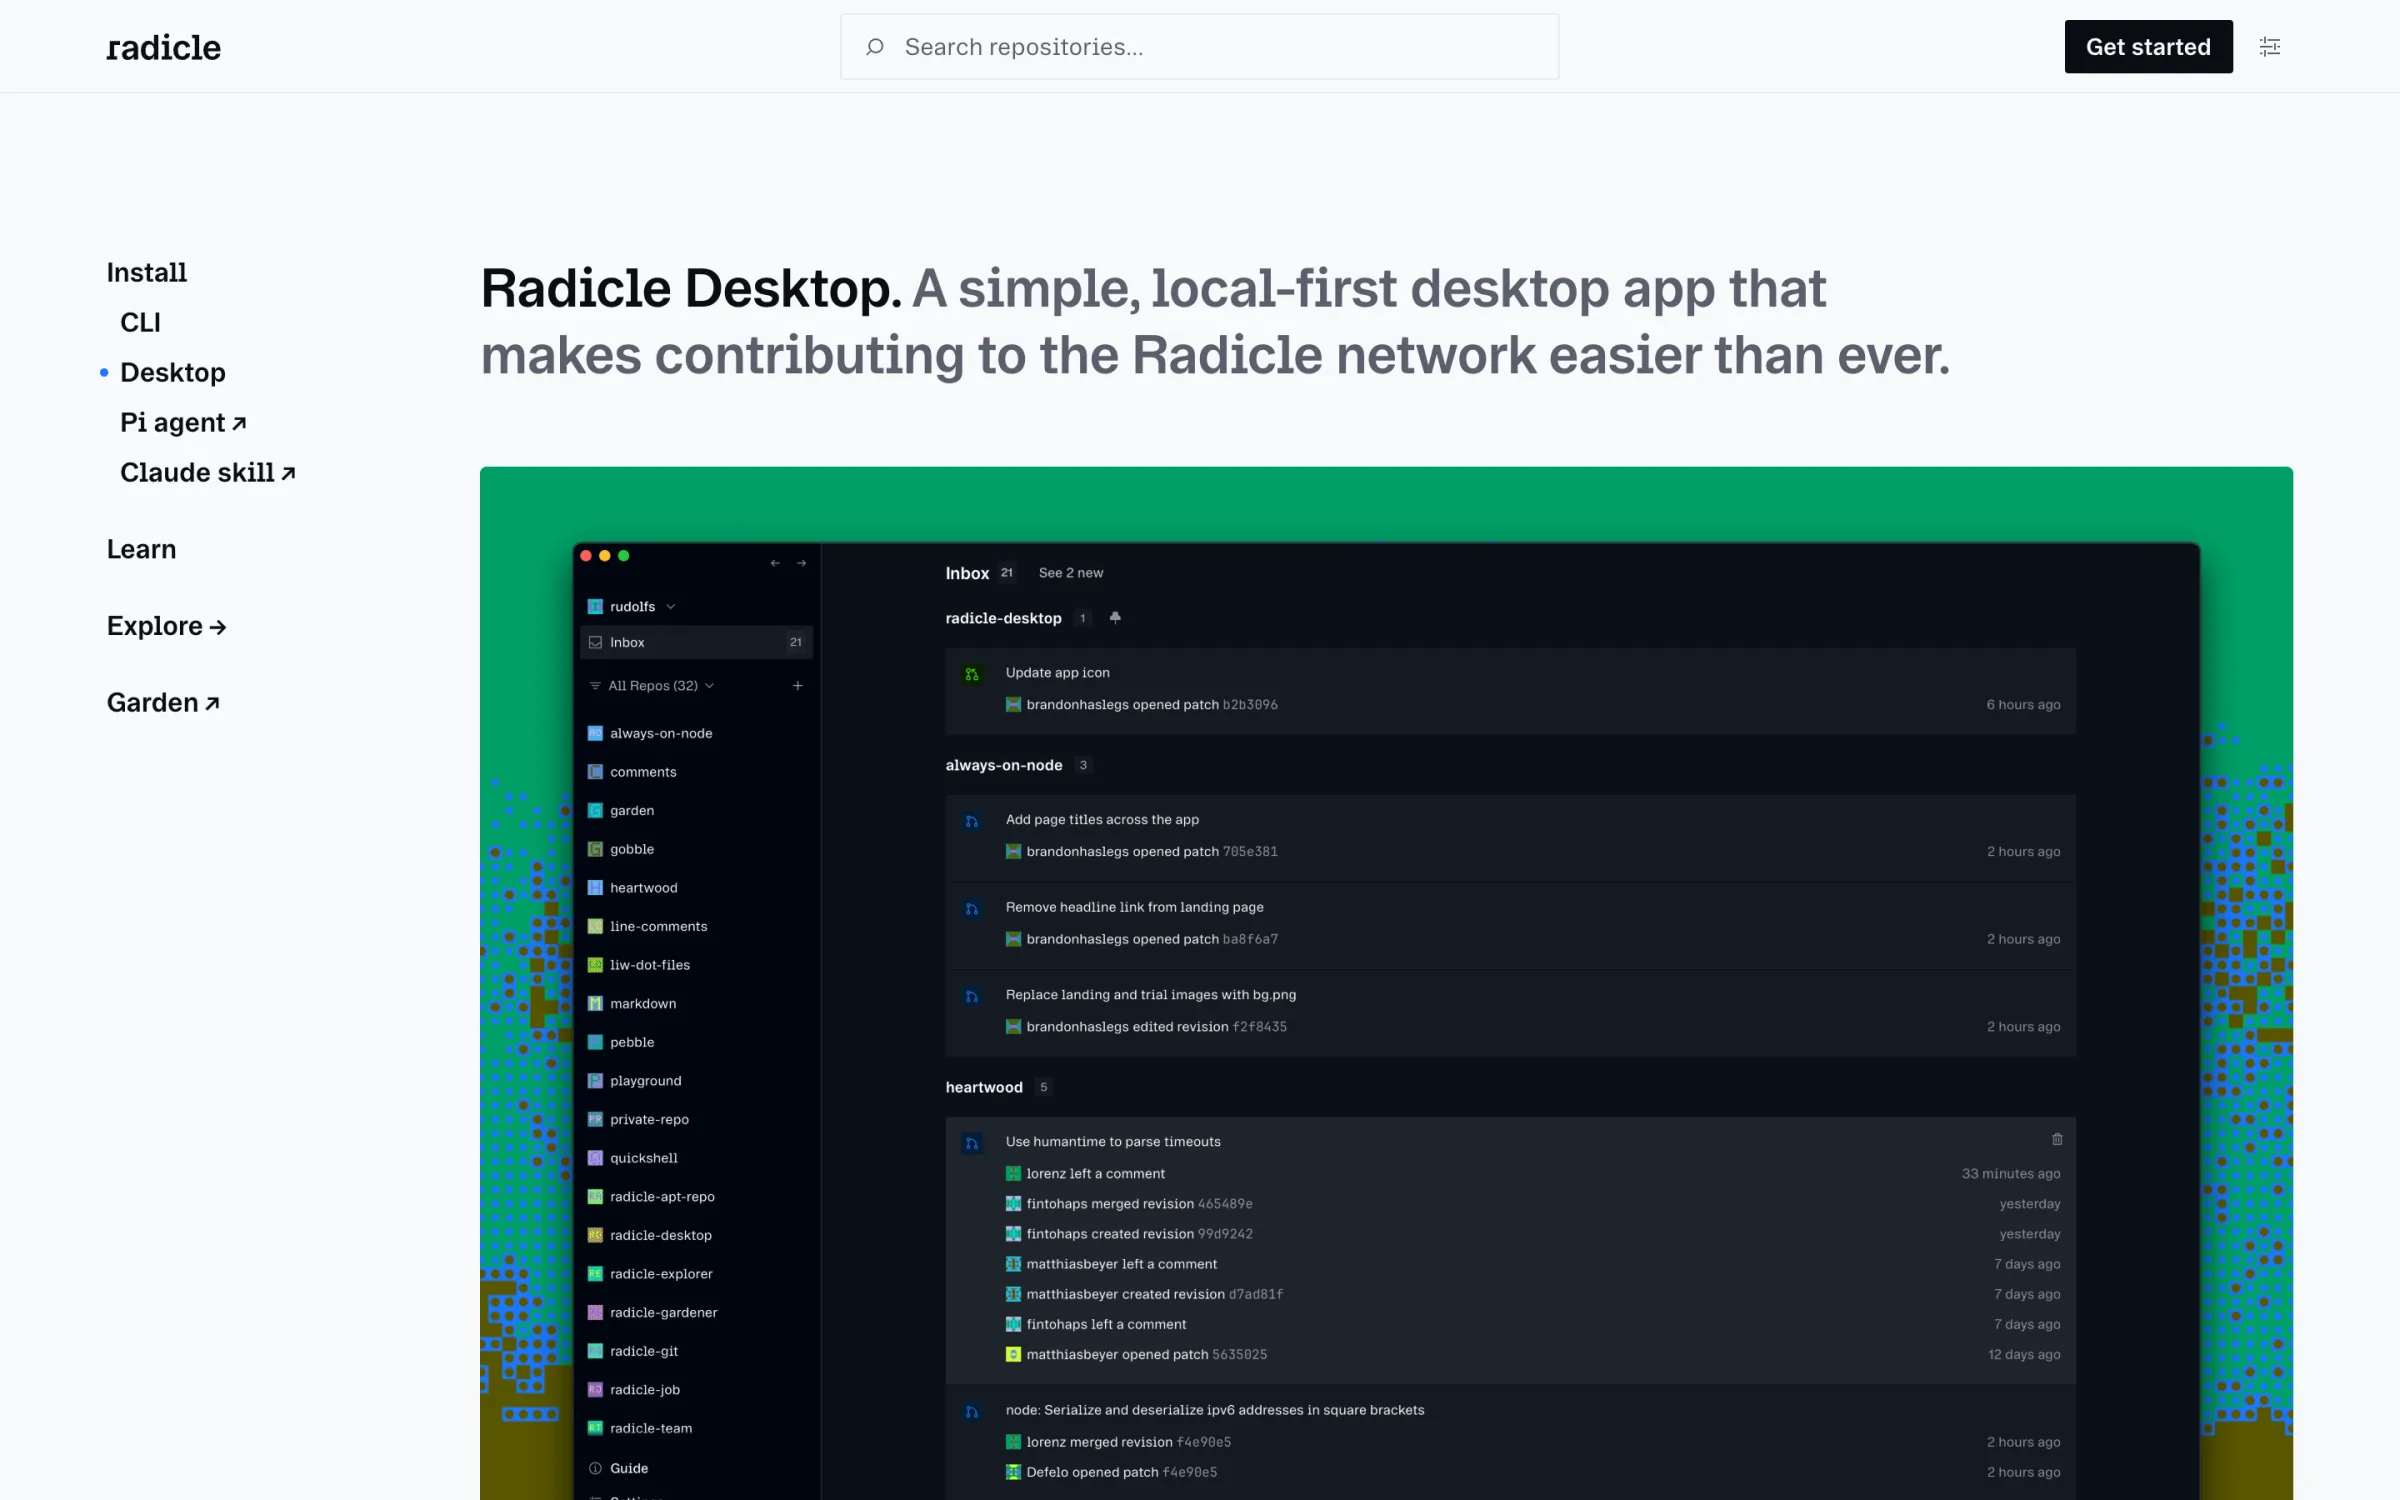 radicle
Search repositories...
Get started
Install
CLI
Desktop
Pi agent ↗
Claude skill ↗
Learn
Explore →
Garden ↗
Radicle Desktop. A simple, local-first desktop app that
makes contributing to the Radicle network easier than ever.
rudolfs
Inbox 21
All Repos (32)
always-on-node
comments
garden
gobble
heartwood
line-comments
liw-dot-files
markdown
pebble
playground
private-repo
quickshell
radicle-apt-repo
radicle-desktop
radicle-explorer
radicle-gardener
radicle-git
radicle-job
radicle-team
Guide
Inbox 21 See 2 new
radicle-desktop 1
Update app icon
brandonhaslegs opened patch b2b3096 6 hours ago
always-on-node 3
Add page titles across the app
brandonhaslegs opened patch 705e381 2 hours ago
Remove headline link from landing page
brandonhaslegs opened patch ba8f6a7 2 hours ago
Replace landing and trial images with bg.png
brandonhaslegs edited revision f2f8435 2 hours ago
heartwood 5
Use humantime to parse timeouts
lorenz left a comment 33 minutes ago
fintohaps merged revision 465489e yesterday
fintohaps created revision 99d9242 yesterday
matthiasbeyer left a comment 7 days ago
matthiasbeyer created revision d7ad81f 7 days ago
fintohaps left a comment 7 days ago
matthiasbeyer opened patch 5635025 12 days ago
node: Serialize and deserialize ipv6 addresses in square brackets
lorenz merged revision f4e90e5 2 hours ago
Defelo opened patch f4e90e5 2 hours ago